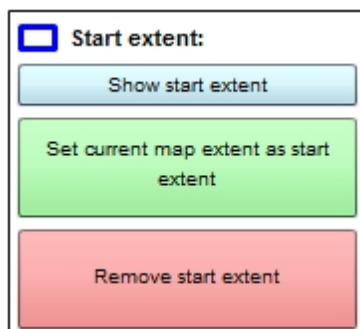 Start extent:
Show start extent
Set current map extent as start
extent
Remove start extent